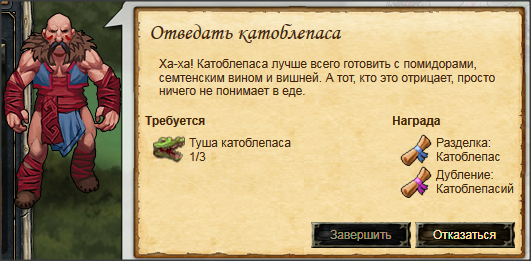 Отведать катоблепаса
Ха-ха! Катоблепаса лучше всего готовить с помидорами,
семтенским вином и вишней. А тот, кто это отрицает, просто
ничего не понимает в еде.
Требуется
Туша катоблепаса
1/3
Награда
Разделка:
Катоблепас
Дубление:
Катоблепасий
Завершить
Отказаться